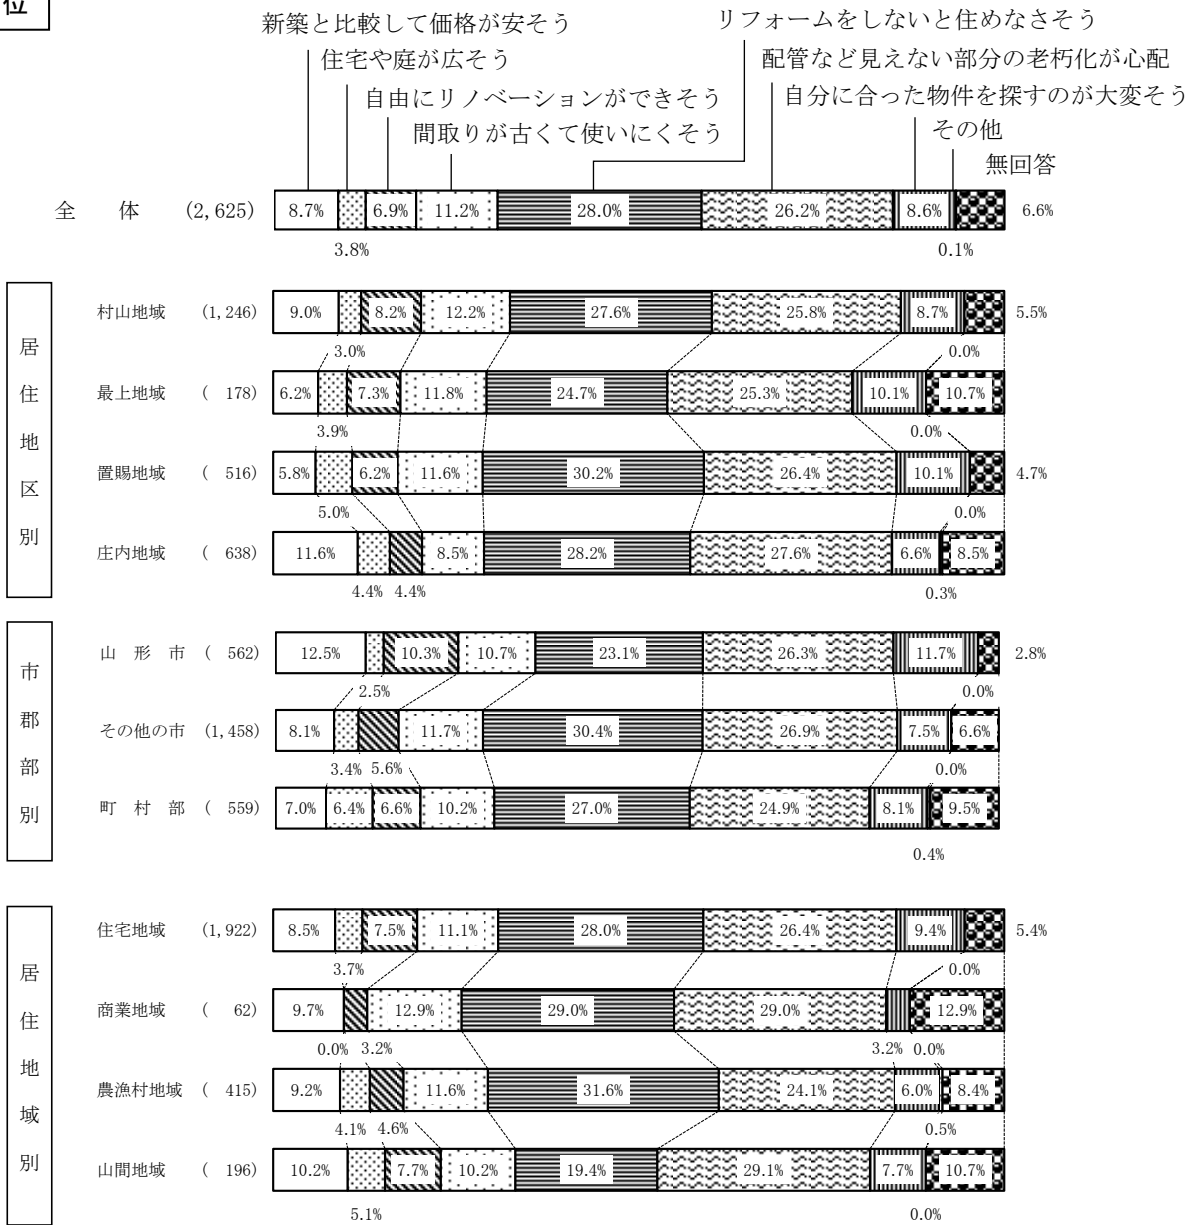 位
新築と比較して価格が安そう
リフォームをしないと住めなさそう
住宅や庭が広そう
配管など見えない部分の老朽化が心配
自由にリノベーションができそう
自分に合った物件を探すのが大変そう
間取りが古くて使いにくそう
その他
無回答
全 体 (2,625) 8.7% 6.9% 11.2% 28.0% 26.2% 8.6% 6.6%
3.8% 0.1%
居住地区別
村山地域 (1,246) 9.0% 8.2% 12.2% 27.6% 25.8% 8.7% 5.5%
3.0% 0.0%
最上地域 ( 178) 6.2% 7.3% 11.8% 24.7% 25.3% 10.1% 10.7%
3.9% 0.0%
置賜地域 ( 516) 5.8% 6.2% 11.6% 30.2% 26.4% 10.1% 4.7%
5.0% 0.0%
庄内地域 ( 638) 11.6% 8.5% 28.2% 27.6% 6.6% 8.5%
4.4% 4.4% 0.3%
市郡部別
山 形 市 ( 562) 12.5% 10.3% 10.7% 23.1% 26.3% 11.7% 2.8%
2.5% 0.0%
その他の市 (1,458) 8.1% 11.7% 30.4% 26.9% 7.5% 6.6%
3.4% 5.6% 0.0%
町 村 部 ( 559) 7.0% 6.4% 6.6% 10.2% 27.0% 24.9% 8.1% 9.5%
0.4%
居住地域別
住宅地域 (1,922) 8.5% 7.5% 11.1% 28.0% 26.4% 9.4% 5.4%
3.7% 0.0%
商業地域 ( 62) 9.7% 12.9% 29.0% 29.0% 12.9%
0.0% 3.2% 3.2% 0.0%
農漁村地域 ( 415) 9.2% 11.6% 31.6% 24.1% 6.0% 8.4%
4.1% 4.6% 0.5%
山間地域 ( 196) 10.2% 7.7% 10.2% 19.4% 29.1% 7.7% 10.7%
5.1% 0.0%